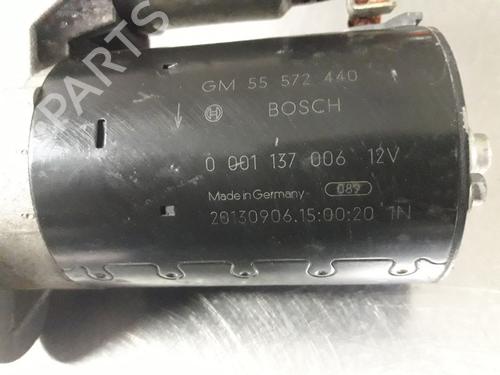 GM 55 572 440
BOSCH
0 001 137 006 12V
Made in Germany 089
20130906.15:00:20 1N
B-PARTS